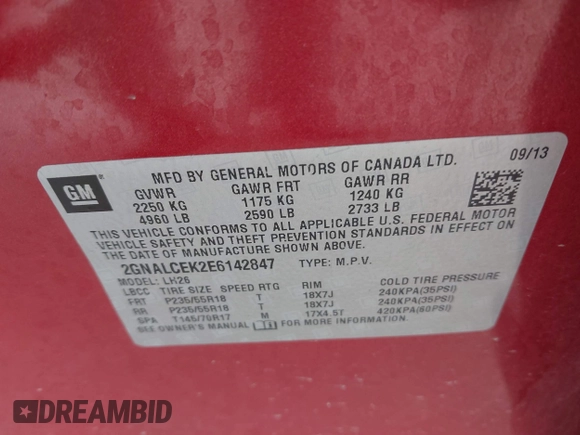 MFD BY GENERAL MOTORS OF CANADA LTD. 09/13
GM
GVWR GAWR FRT GAWR RR
2250 KG 1175 KG 1240 KG
4960 LB 2590 LB 2733 LB
THIS VEHICLE CONFORMS TO ALL APPLICABLE U.S. FEDERAL MOTOR
VEHICLE SAFETY AND THEFT PREVENTION STANDARDS IN EFFECT ON
THE DATE OF MANUFACTURE SHOWN ABOVE.
2GNALCEK2E6142847 TYPE: M.P.V.
MODEL: LH26
LBCC TIRE SIZE SPEED RTG RIM COLD TIRE PRESSURE
FRT P235/55R18 T 18X7J 240KPA(35PSI)
RR P235/55R18 T 18X7J 240KPA(35PSI)
SPA T145/70R17 M 17X4.5T 420KPA(60PSI)
SEE OWNER'S MANUAL FOR MORE INFORMATION.
DREAMBID